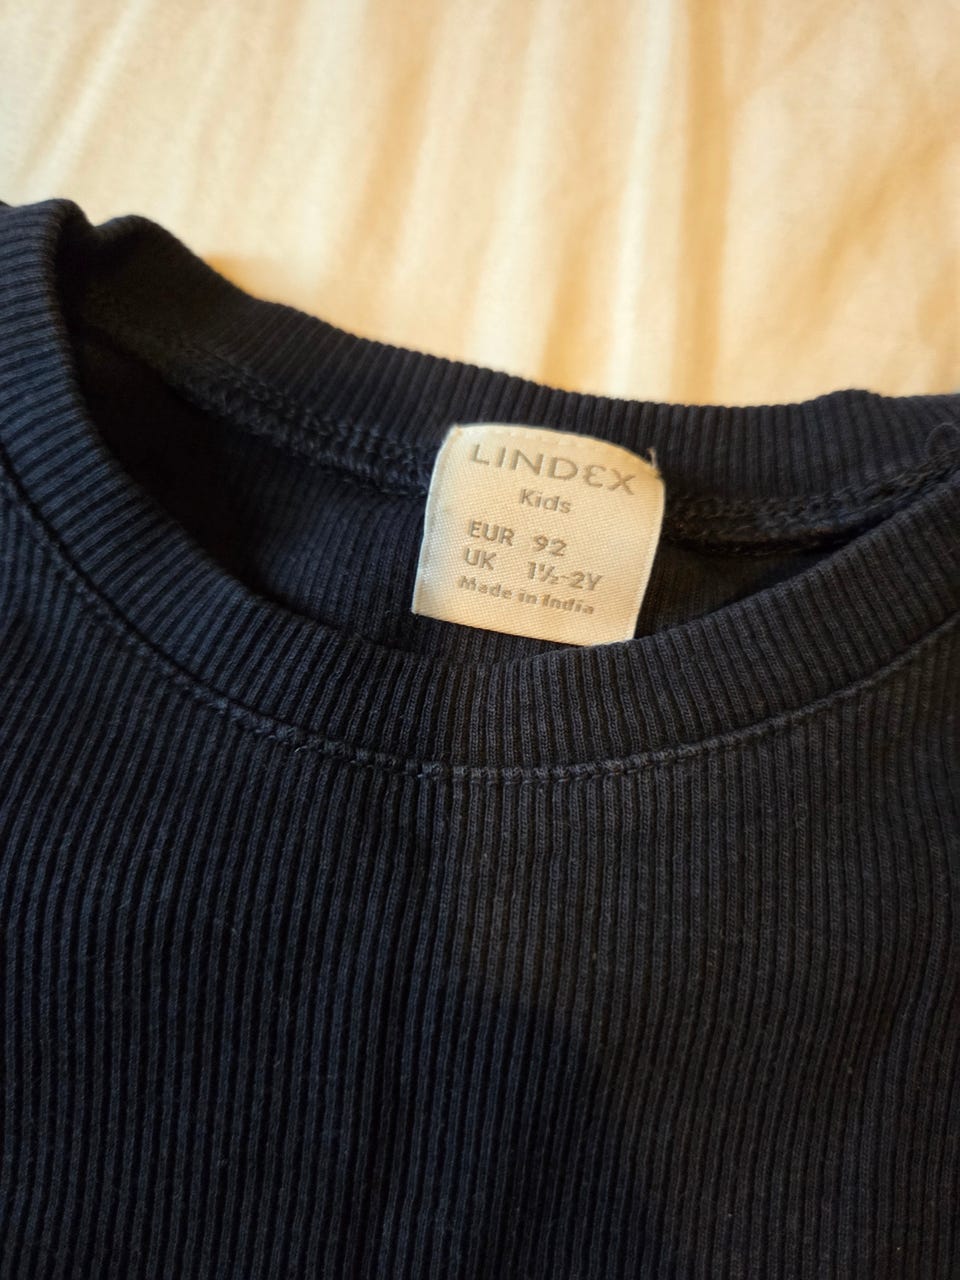 LINDEX
Kids
EUR 92
UK 1½-2Y
Made in India